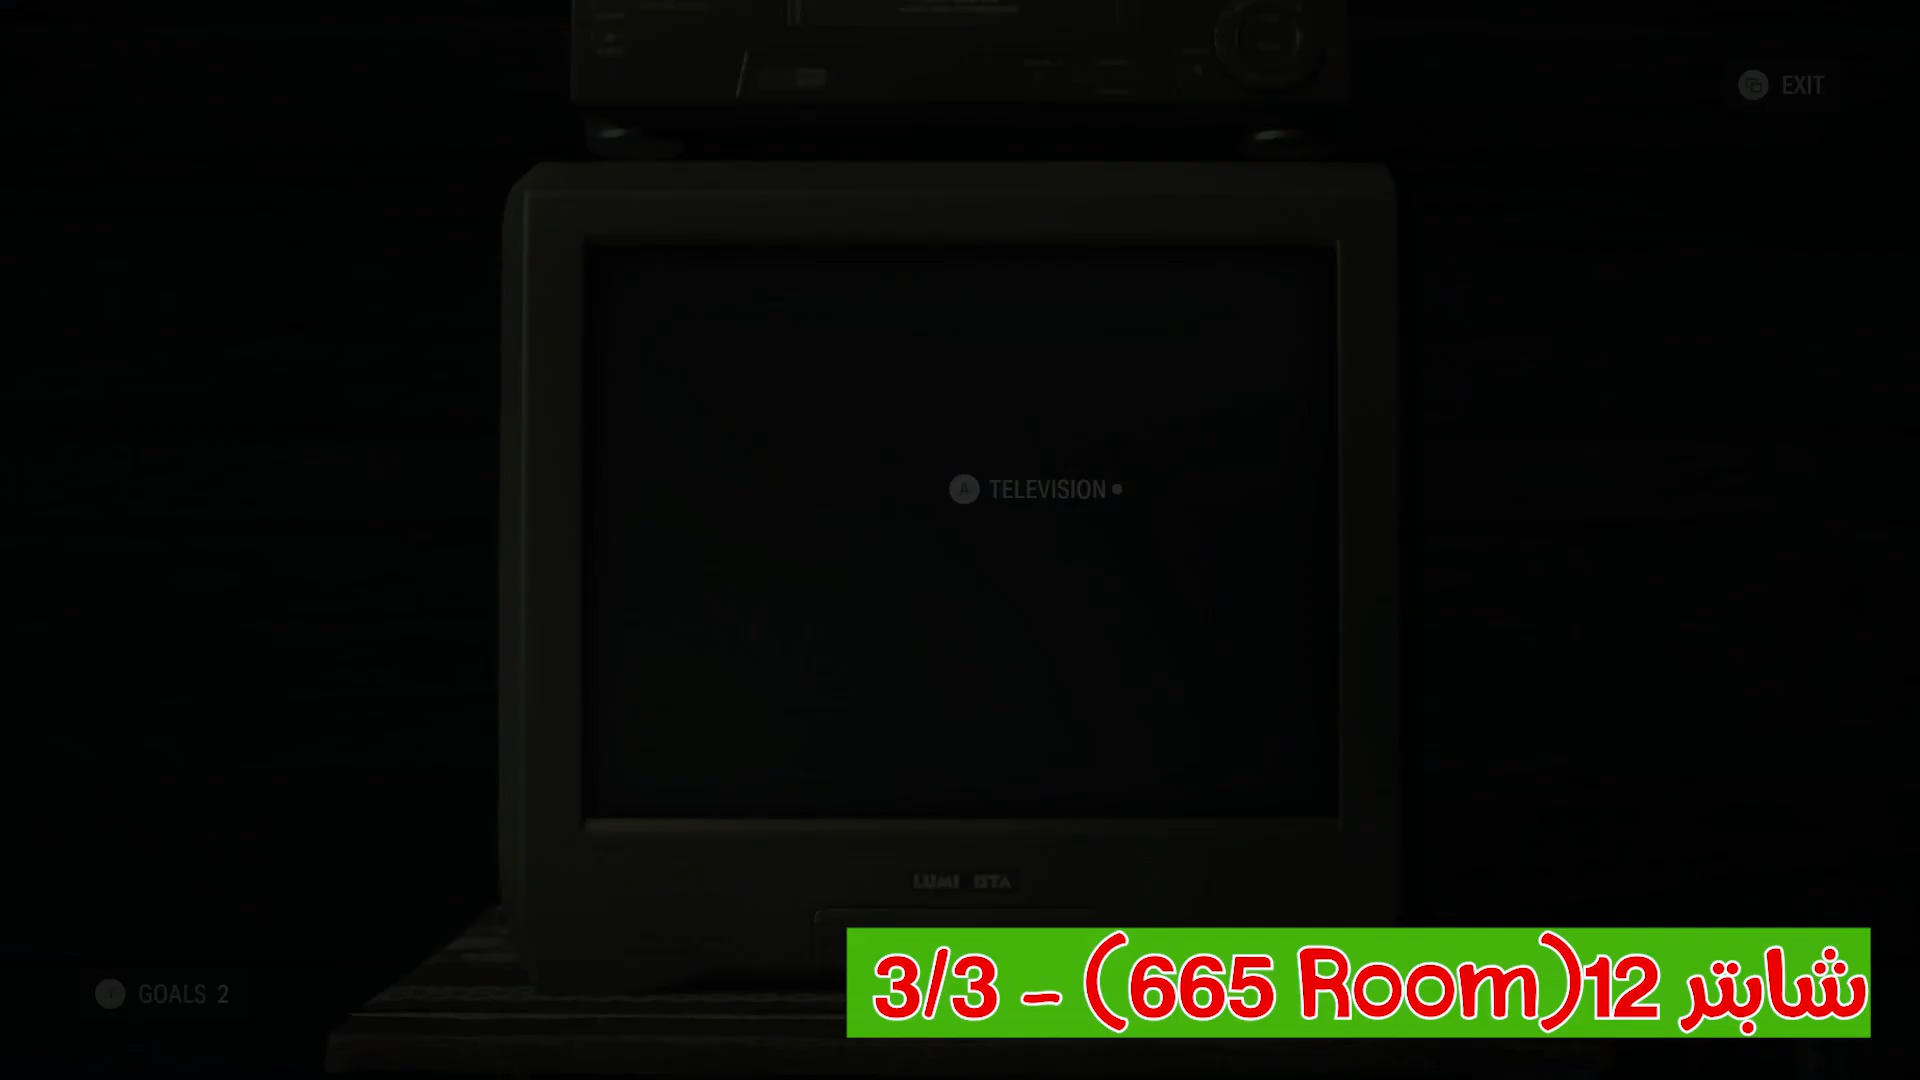 EXIT
A TELEVISION
LUMI ISTA
GOALS 2
شابتر 12(Room 665) – 3/3